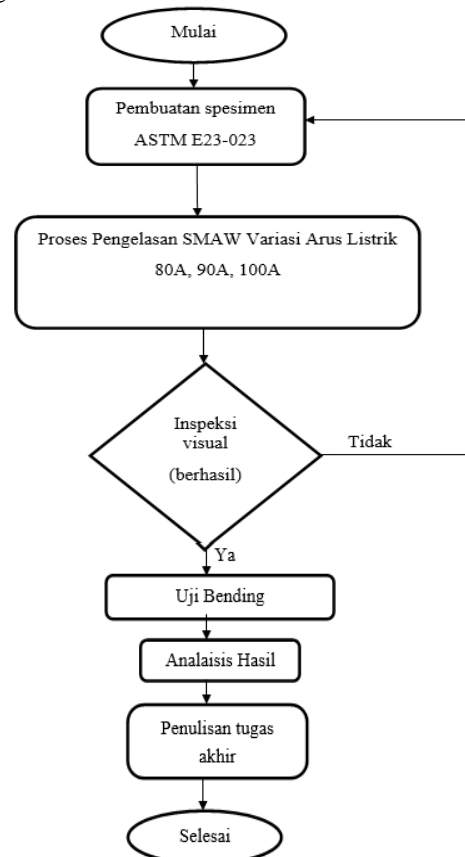 Mulai
Pembuatan spesimen
ASTM E23-023
Proses Pengelasan SMAW Variasi Arus Listrik
80A, 90A, 100A
Inspeksi
visual
(berhasil)
Tidak
Ya
Uji Bending
Analaisis Hasil
Penulisan tugas
akhir
Selesai